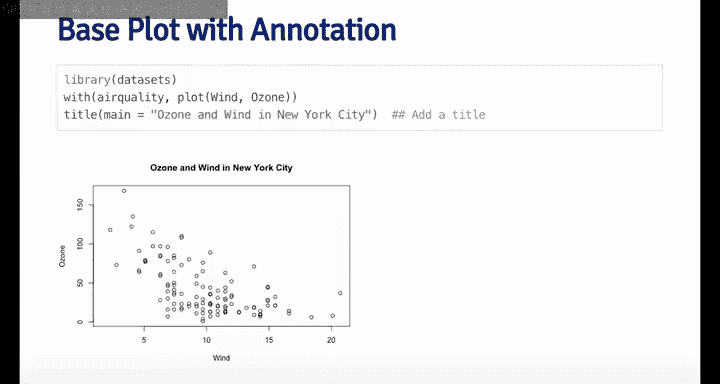 Base Plot with Annotation
library(datasets)
with(airquality, plot(Wind, Ozone))
title(main = "Ozone and Wind in New York City")  ## Add a title
Ozone and Wind in New York City
150
100
50
0
Ozone
5 10 15 20
Wind